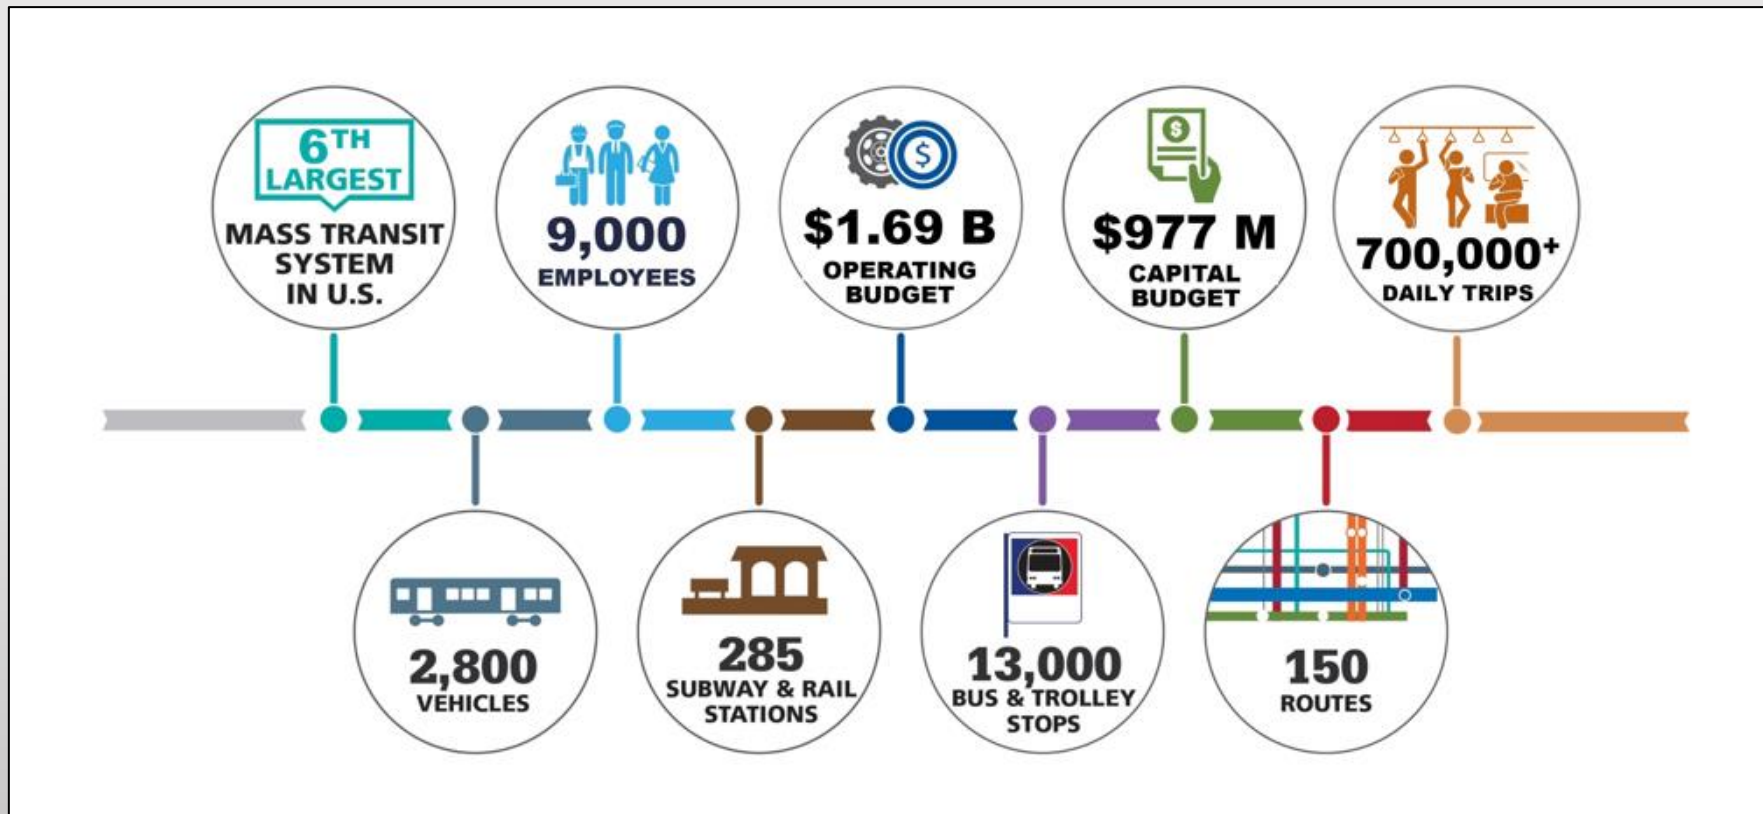 6TH
LARGEST
MASS TRANSIT
SYSTEM
IN U.S.
9,000
EMPLOYEES
$1.69 B
OPERATING
BUDGET
$977 M
CAPITAL
BUDGET
700,000+
DAILY TRIPS
2,800
VEHICLES
285
SUBWAY & RAIL
STATIONS
13,000
BUS & TROLLEY
STOPS
150
ROUTES